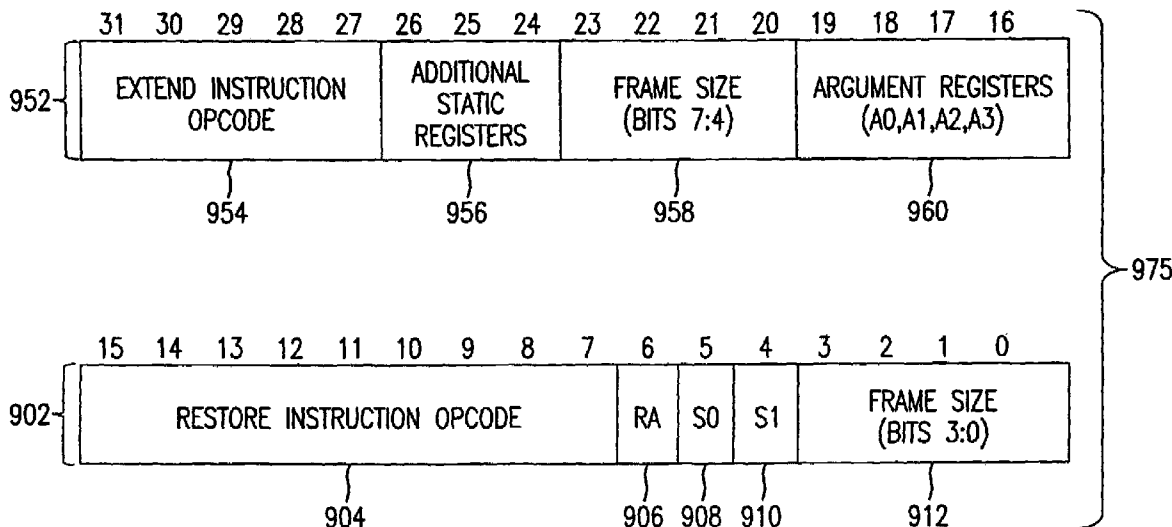 31 30 29 28 27 26 25 24 23 22 21 20 19 18 17 16
952
EXTEND INSTRUCTION
OPCODE
ADDITIONAL
STATIC
REGISTERS
FRAME SIZE
(BITS 7:4)
ARGUMENT REGISTERS
(A0,A1,A2,A3)
954 956 958 960
975
15 14 13 12 11 10 9 8 7 6 5 4 3 2 1 0
902
RESTORE INSTRUCTION OPCODE
RA
S0
S1
FRAME SIZE
(BITS 3:0)
904 906 908 910 912